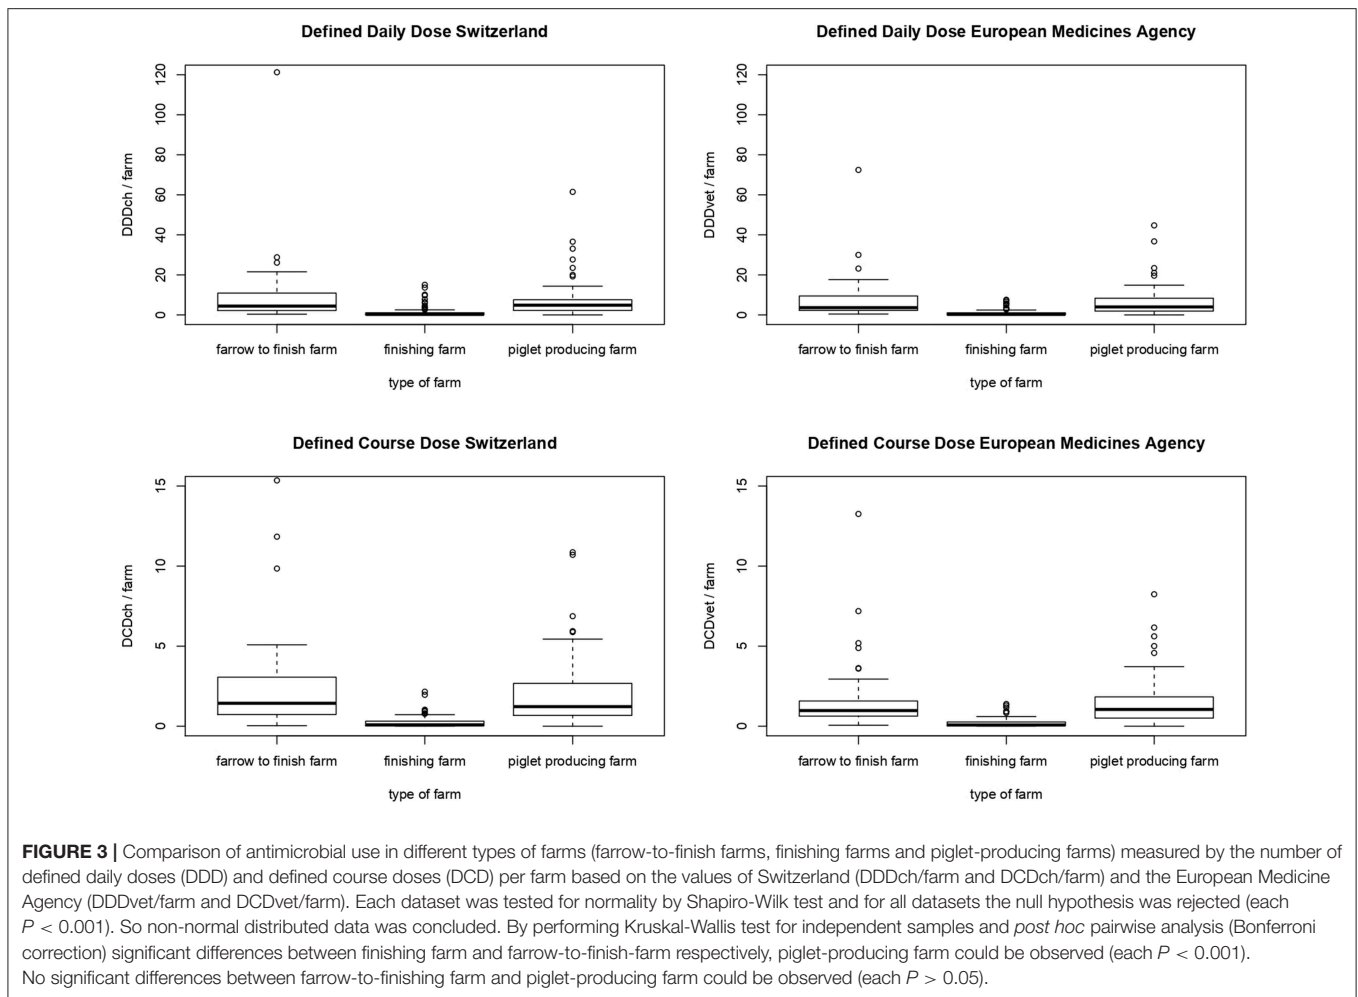 Defined Daily Dose Switzerland
DDDch / farm
120
100
80
60
40
20
0
farrow to finish farm finishing farm piglet producing farm
type of farm
Defined Daily Dose European Medicines Agency
DDDvet / farm
120
100
80
60
40
20
0
farrow to finish farm finishing farm piglet producing farm
type of farm
Defined Course Dose Switzerland
DCDch / farm
15
10
5
0
farrow to finish farm finishing farm piglet producing farm
type of farm
Defined Course Dose European Medicines Agency
DCDvet / farm
15
10
5
0
farrow to finish farm finishing farm piglet producing farm
type of farm
FIGURE 3 | Comparison of antimicrobial use in different types of farms (farrow-to-finish farms, finishing farms and piglet-producing farms) measured by the number of
defined daily doses (DDD) and defined course doses (DCD) per farm based on the values of Switzerland (DDDch/farm and DCDch/farm) and the European Medicine
Agency (DDDvet/farm and DCDvet/farm). Each dataset was tested for normality by Shapiro-Wilk test and for all datasets the null hypothesis was rejected (each
P < 0.001). So non-normal distributed data was concluded. By performing Kruskal-Wallis test for independent samples and post hoc pairwise analysis (Bonferroni
correction) significant differences between finishing farm and farrow-to-finish-farm respectively, piglet-producing farm could be observed (each P < 0.001).
No significant differences between farrow-to-finishing farm and piglet-producing farm could be observed (each P > 0.05).